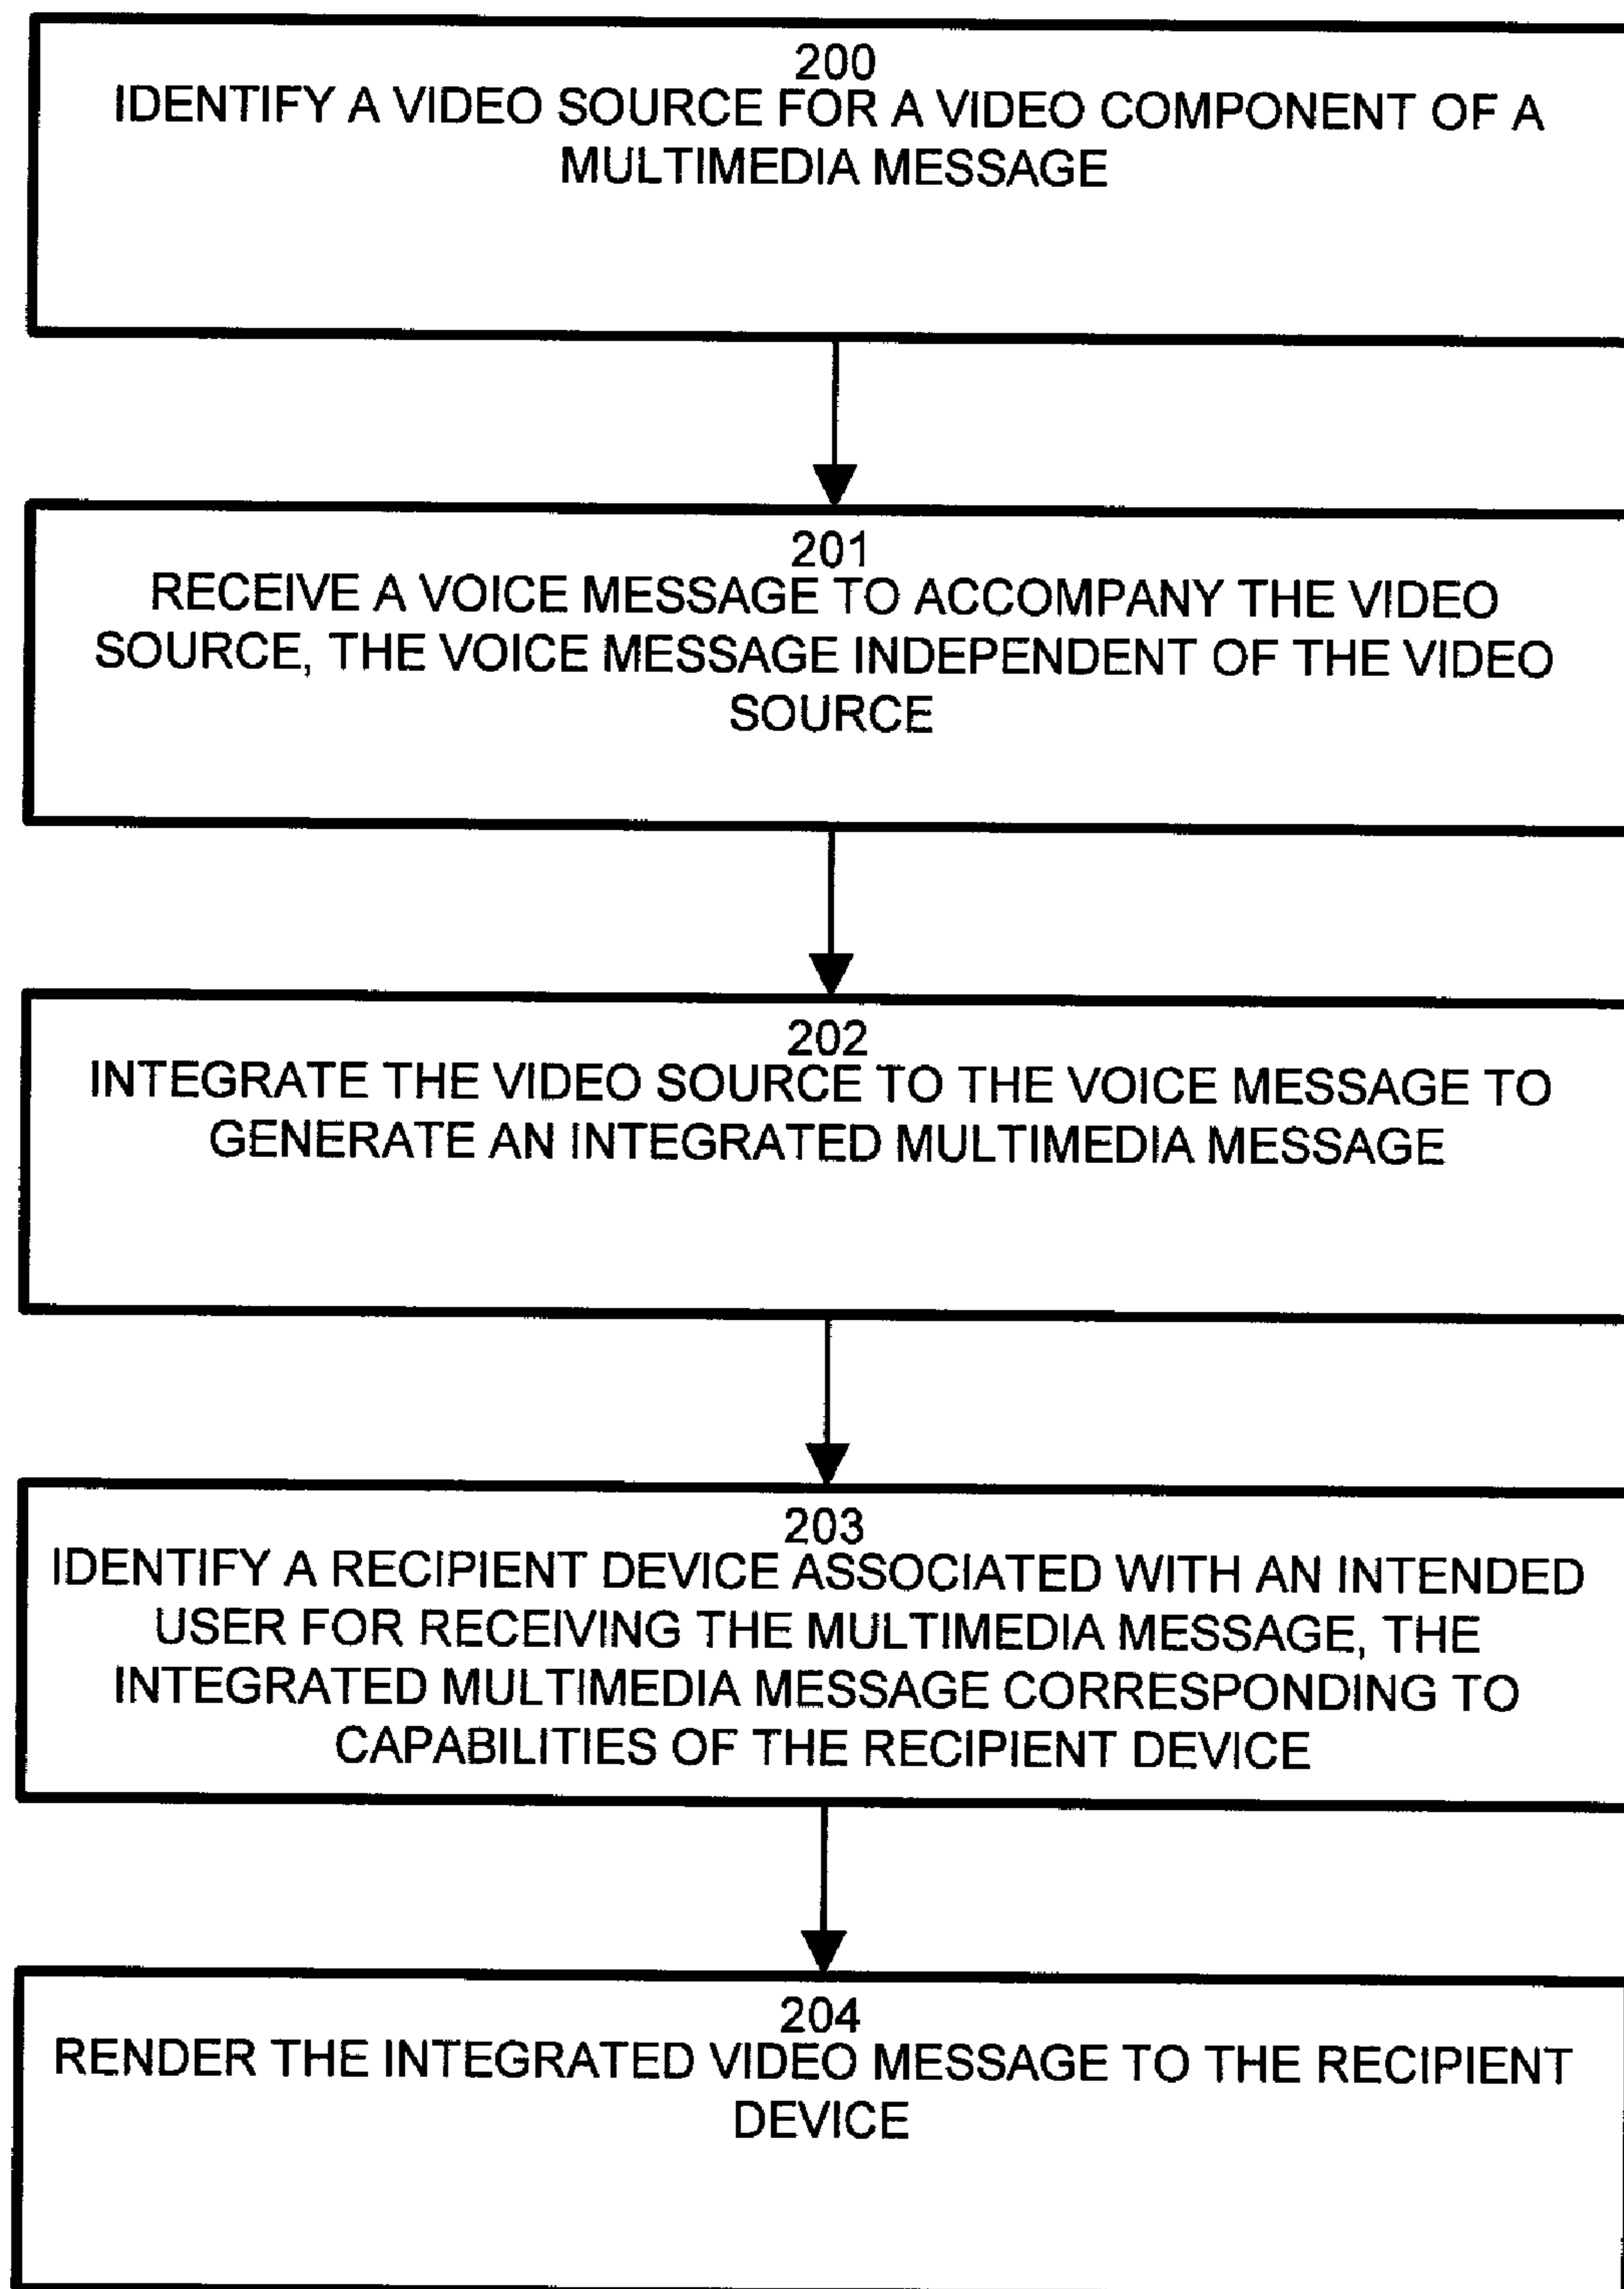 200
IDENTIFY A VIDEO SOURCE FOR A VIDEO COMPONENT OF A
MULTIMEDIA MESSAGE
201
RECEIVE A VOICE MESSAGE TO ACCOMPANY THE VIDEO
SOURCE, THE VOICE MESSAGE INDEPENDENT OF THE VIDEO
SOURCE
202
INTEGRATE THE VIDEO SOURCE TO THE VOICE MESSAGE TO
GENERATE AN INTEGRATED MULTIMEDIA MESSAGE
203
IDENTIFY A RECIPIENT DEVICE ASSOCIATED WITH AN INTENDED
USER FOR RECEIVING THE MULTIMEDIA MESSAGE, THE
INTEGRATED MULTIMEDIA MESSAGE CORRESPONDING TO
CAPABILITIES OF THE RECIPIENT DEVICE
204
RENDER THE INTEGRATED VIDEO MESSAGE TO THE RECIPIENT
DEVICE